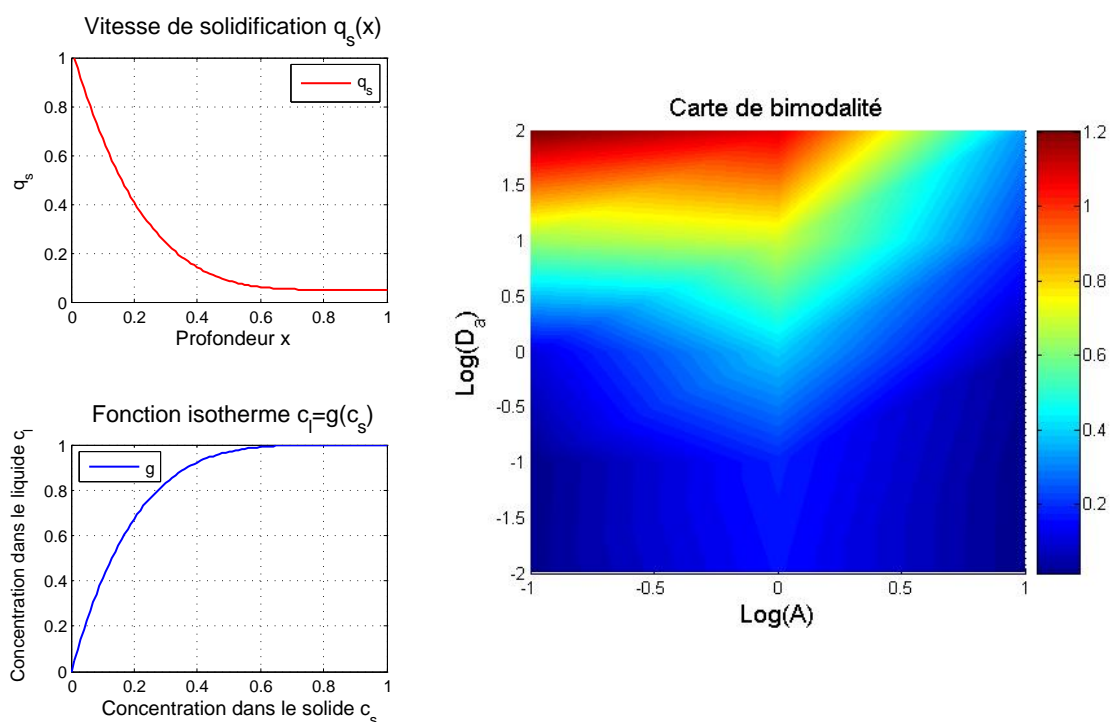 Vitesse de solidification q_s(x)
1
0.8
0.6
0.4
0.2
0
q_s
q_s
0 0.2 0.4 0.6 0.8 1
Profondeur x
Fonction isotherme c_l=g(c_s)
1
0.8
0.6
0.4
0.2
0
Concentration dans le liquide c_l
g
0 0.2 0.4 0.6 0.8 1
Concentration dans le solide c_s
Carte de bimodalité
2
1.5
1
0.5
0
-0.5
-1
-1.5
-2
Log(D_a)
-1 -0.5 0 0.5 1
Log(A)
1.2
1
0.8
0.6
0.4
0.2